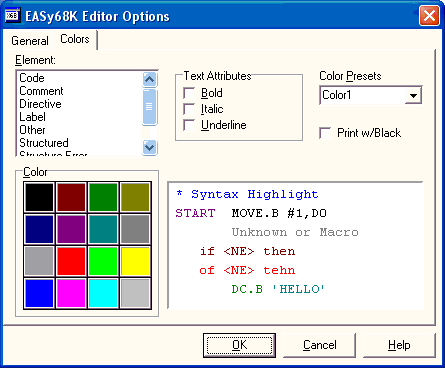 EASy68K Editor Options
General Colors
Element:
Code
Comment
Directive
Label
Other
Structured
Structure Error
Text Attributes
Bold
Italic
Underline
Color Presets
Color1
Print w/Black
Color
* Syntax Highlight
START MOVE.B #1,DO
Unknown or Macro
if <NE> then
of <NE> tehn
DC.B 'HELLO'
OK Cancel Help